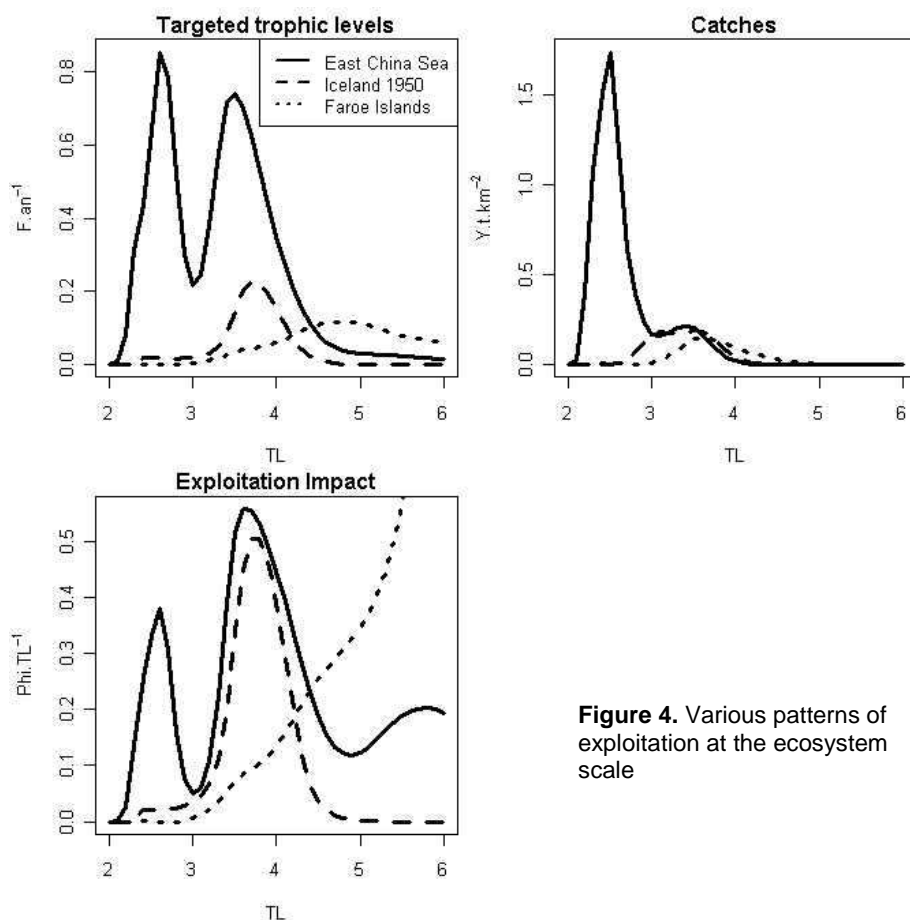 Targeted trophic levels
East China Sea
Iceland 1950
Faroe Islands
F.an⁻¹
0.0 0.2 0.4 0.6 0.8
2 3 4 5 6
TL
Catches
Y.t.km⁻²
0.0 0.5 1.0 1.5
2 3 4 5 6
TL
Exploitation Impact
Phi.TL⁻¹
0.0 0.1 0.2 0.3 0.4 0.5
2 3 4 5 6
TL
Figure 4. Various patterns of
exploitation at the ecosystem
scale